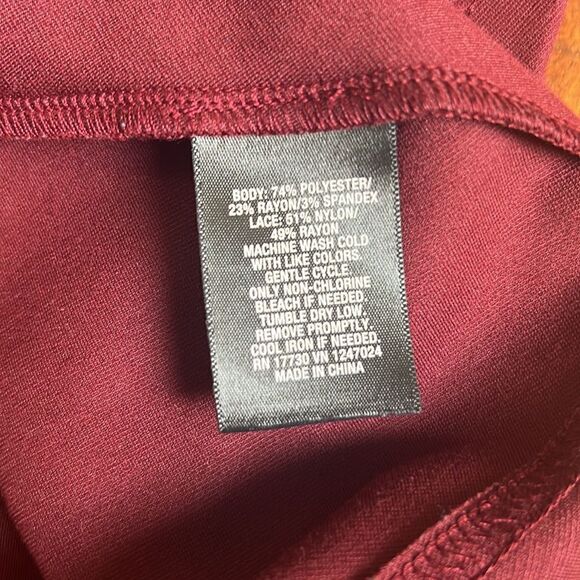 BODY: 74% POLYESTER/
23% RAYON/3% SPANDEX
LACE: 61% NYLON/
49% RAYON
MACHINE WASH COLD
WITH LIKE COLORS.
GENTLE CYCLE
ONLY NON-CHLORINE
BLEACH IF NEEDED.
TUMBLE DRY LOW.
REMOVE PROMPTLY.
COOL IRON IF NEEDED.
RN 17730 VN 1247024
MADE IN CHINA